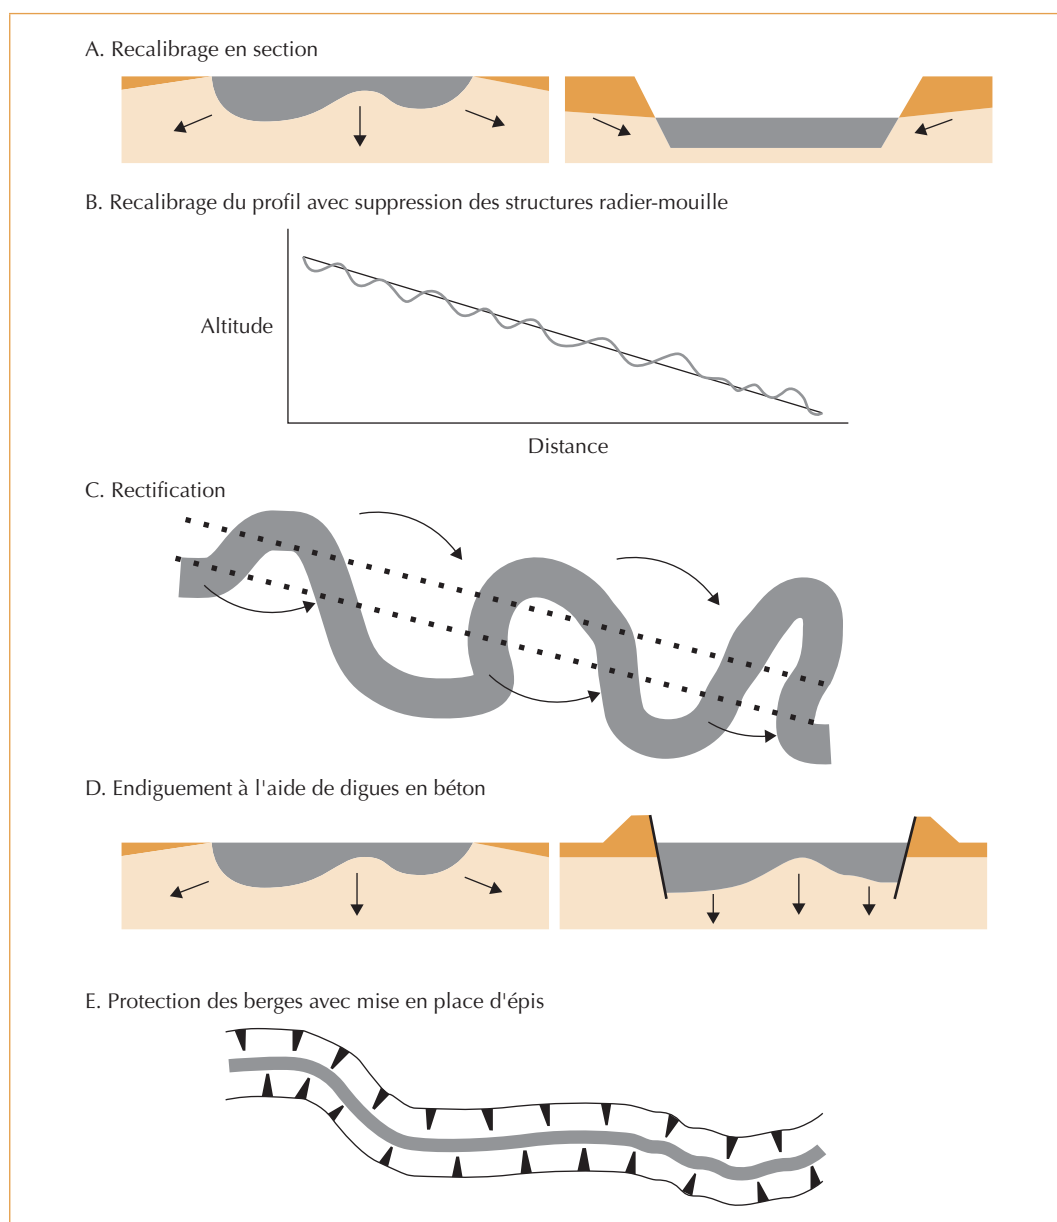 A. Recalibrage en section
B. Recalibrage du profil avec suppression des structures radier-mouille
Altitude
Distance
C. Rectification
D. Endiguement à l'aide de digues en béton
E. Protection des berges avec mise en place d'épis